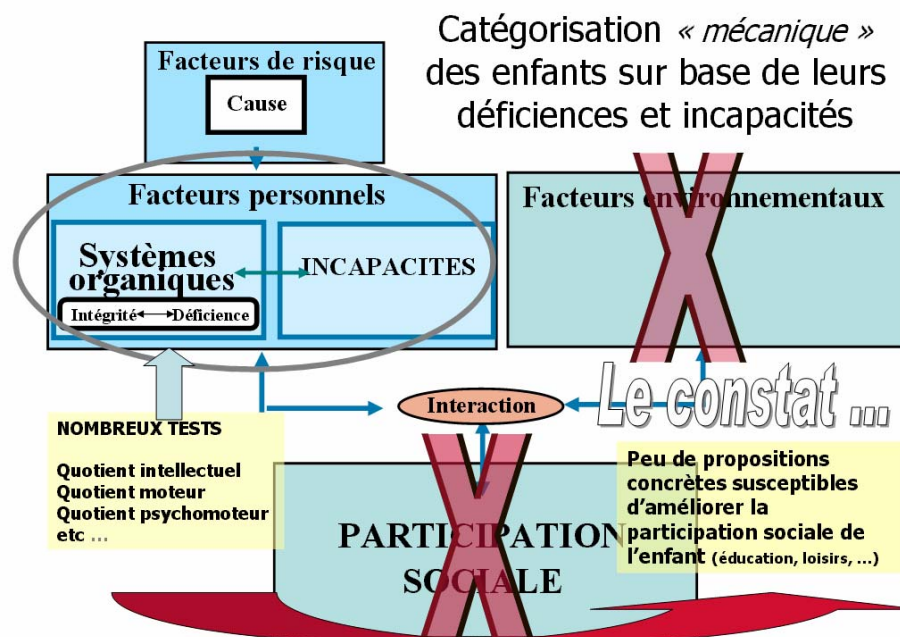 Catégorisation « mécanique »
des enfants sur base de leurs
déficiences et incapacités
Facteurs de risque
Cause
Facteurs personnels
Systèmes
organiques
Intégrité
Déficience
INCAPACITES
Facteurs environnementaux
Interaction
Le constat ...
NOMBREUX TESTS
Quotient intellectuel
Quotient moteur
Quotient psychomoteur
etc ...
PARTICIPATION
SOCIALE
Peu de propositions
concrètes susceptibles
d’améliorer la
participation sociale de
l’enfant (éducation, loisirs, ...)